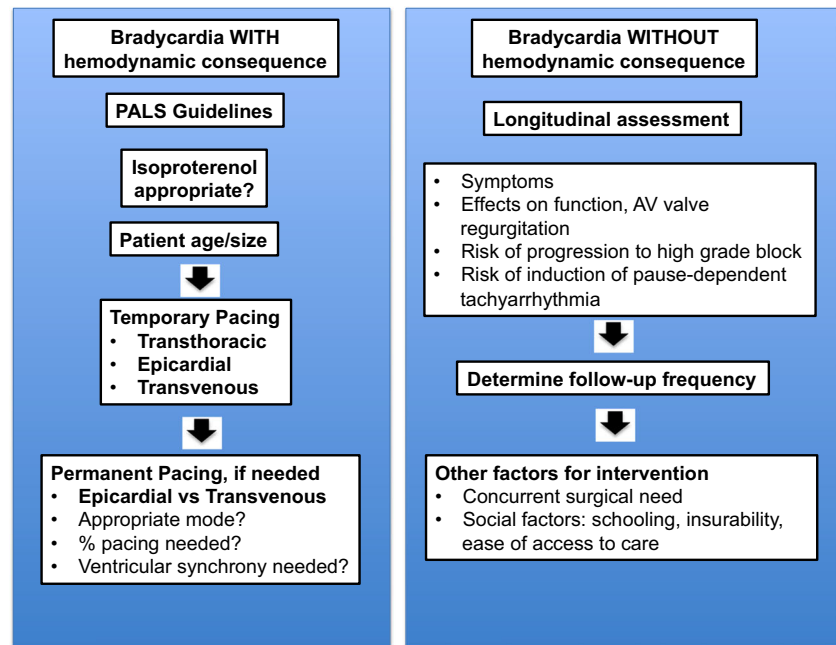 Bradycardia WITH
hemodynamic consequence
PALS Guidelines
Isoproterenol
appropriate?
Patient age/size
Temporary Pacing
• Transthoracic
• Epicardial
• Transvenous
Permanent Pacing, if needed
• Epicardial vs Transvenous
• Appropriate mode?
• % pacing needed?
• Ventricular synchrony needed?
Bradycardia WITHOUT
hemodynamic consequence
Longitudinal assessment
• Symptoms
• Effects on function, AV valve
regurgitation
• Risk of progression to high grade block
• Risk of induction of pause-dependent
tachyarrhythmia
Determine follow-up frequency
Other factors for intervention
• Concurrent surgical need
• Social factors: schooling, insurability,
ease of access to care